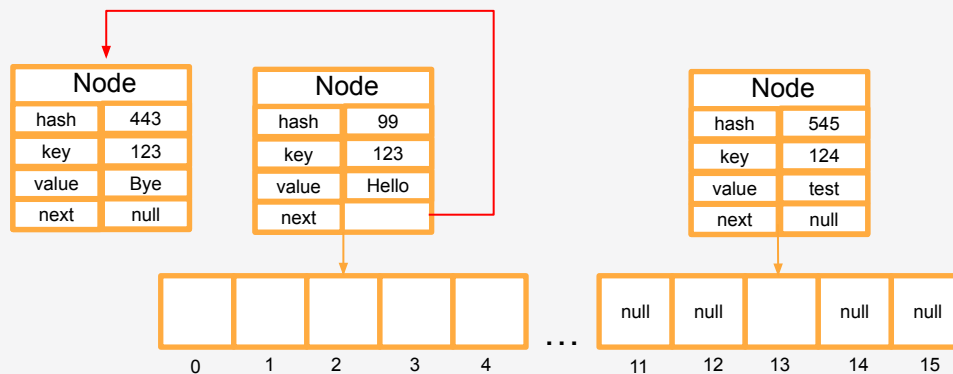 Node
hash 443
key 123
value Bye
next null
Node
hash 99
key 123
value Hello
next
Node
hash 545
key 124
value test
next null
... null null null null
0 1 2 3 4 11 12 13 14 15